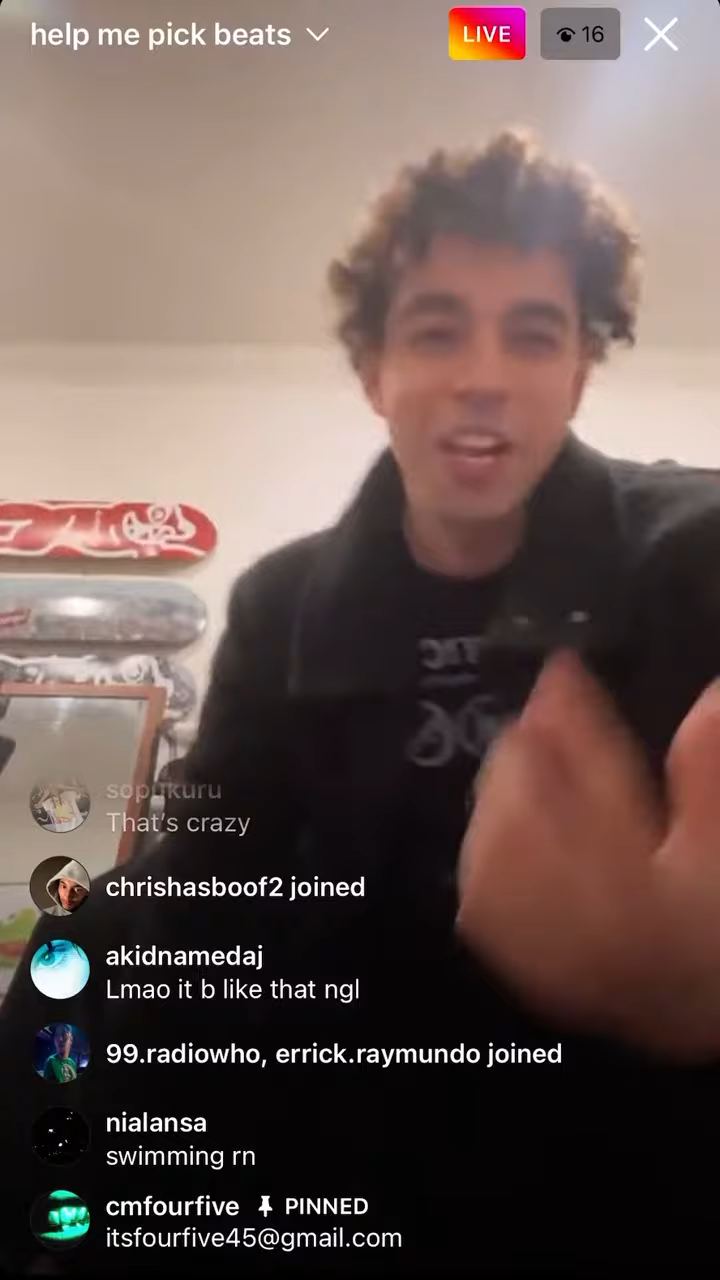 help me pick beats
LIVE
16
sopukuru
That's crazy
chrishasboof2 joined
akidnamedaj
Lmao it b like that ngl
99.radiowho, errick.raymundo joined
nialansa
swimming rn
cmfourfive PINNED
itsfourfive45@gmail.com